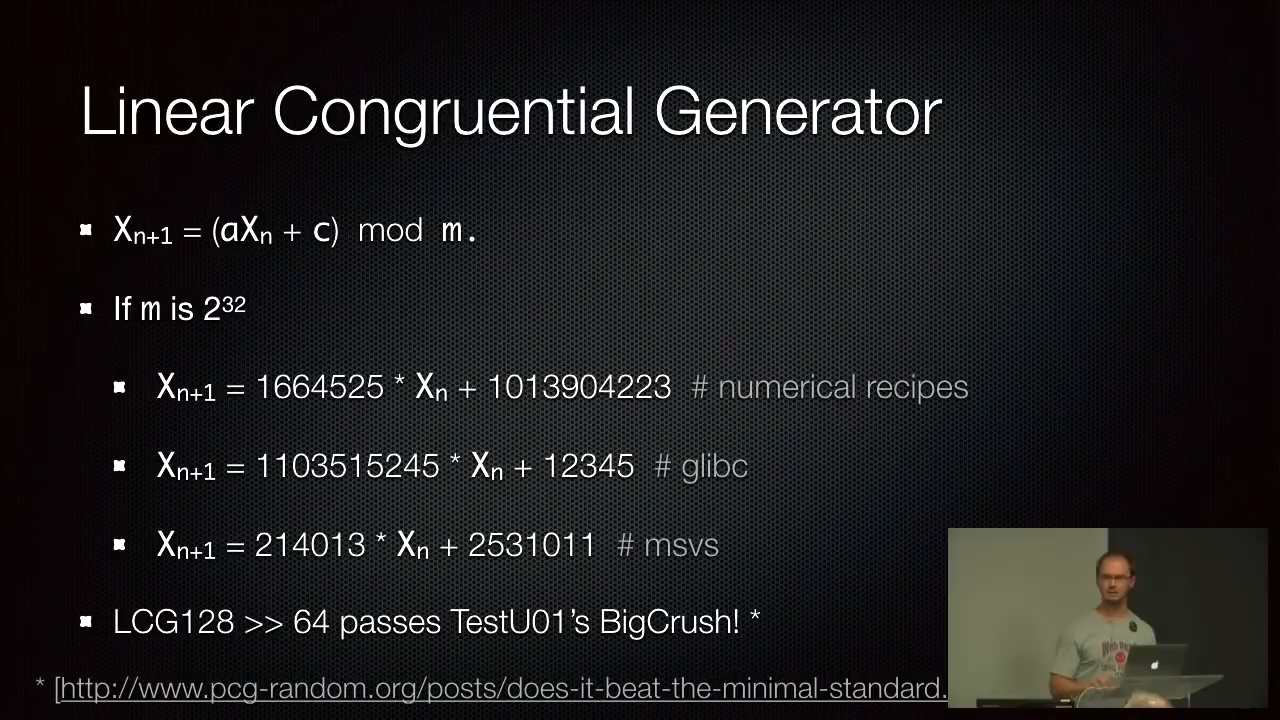 Linear Congruential Generator
Xn+1 = (aXn + c) mod m.
If m is 2³²
Xn+1 = 1664525 * Xn + 1013904223 # numerical recipes
Xn+1 = 1103515245 * Xn + 12345 # glibc
Xn+1 = 214013 * Xn + 2531011 # msvs
LCG128 >> 64 passes TestU01’s BigCrush! *
* [http://www.pcg-random.org/posts/does-it-beat-the-minimal-standard.